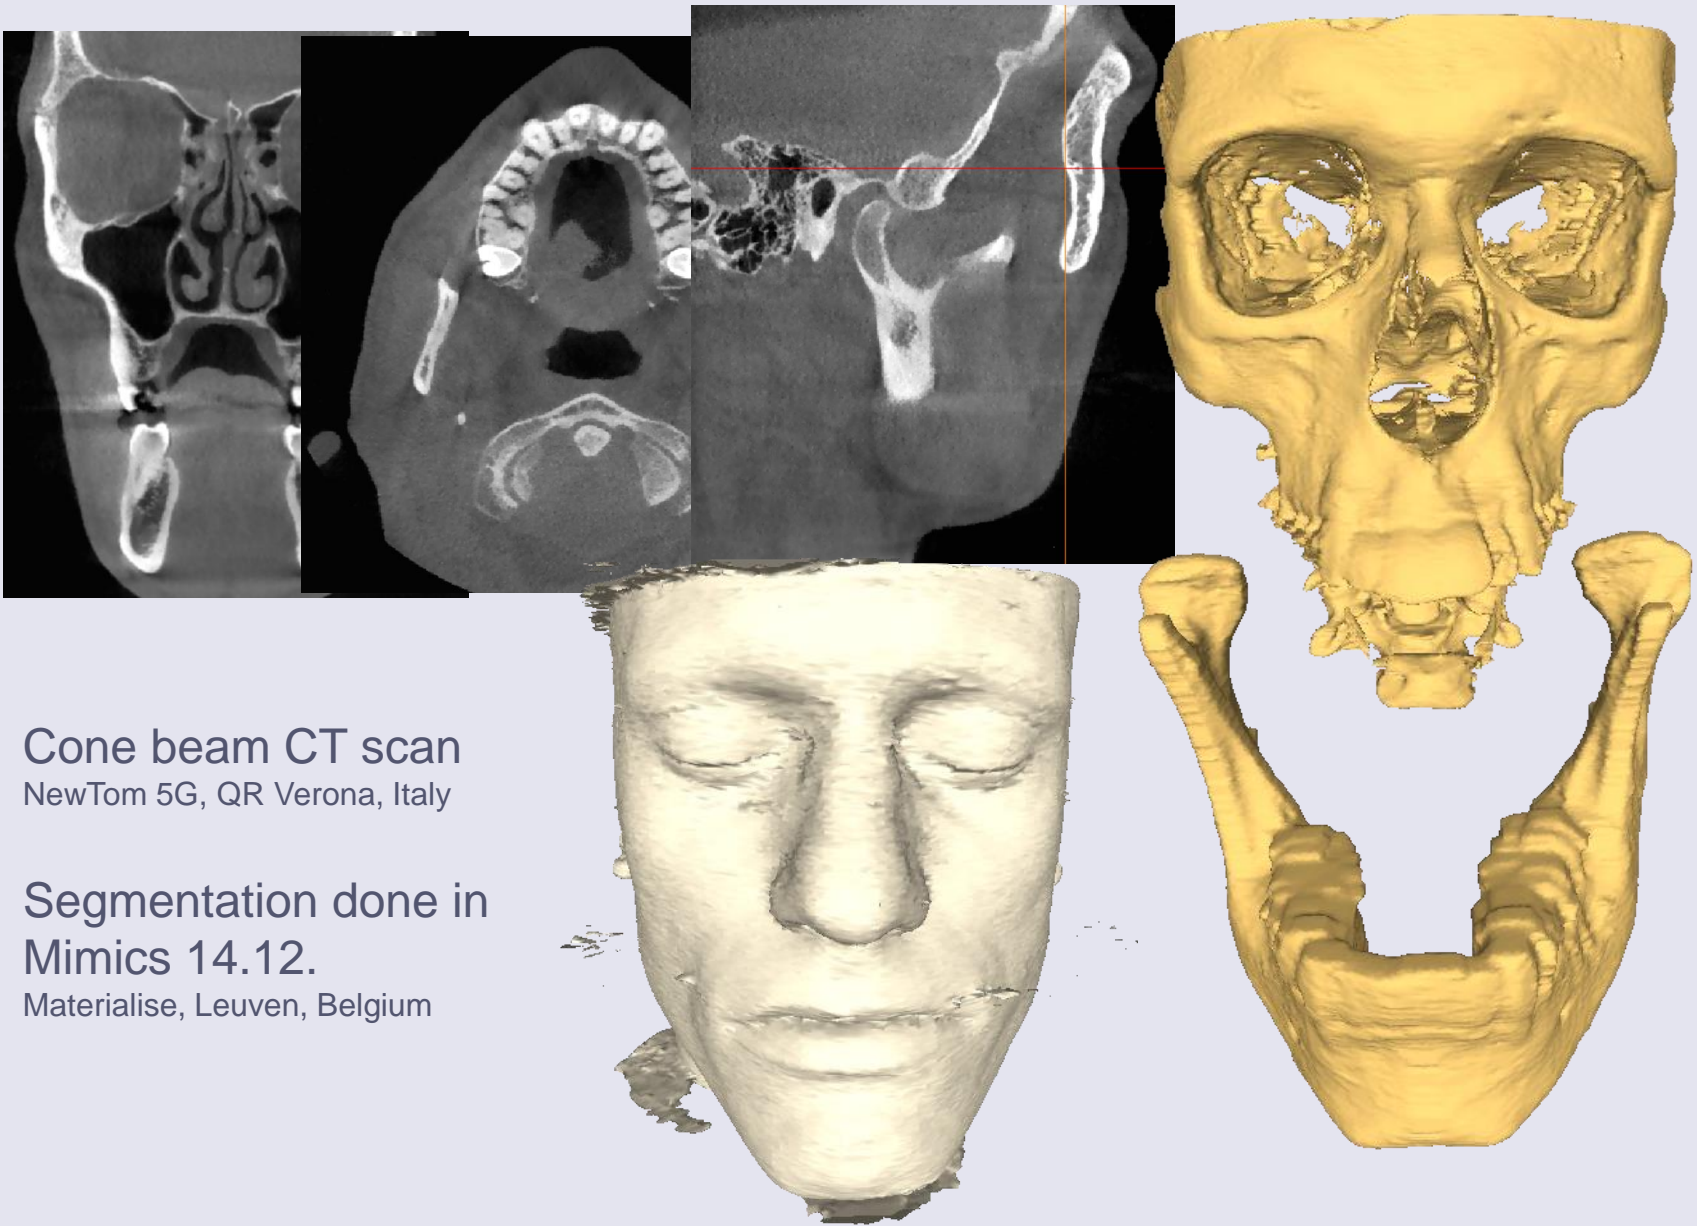 Cone beam CT scan
NewTom 5G, QR Verona, Italy
Segmentation done in
Mimics 14.12.
Materialise, Leuven, Belgium